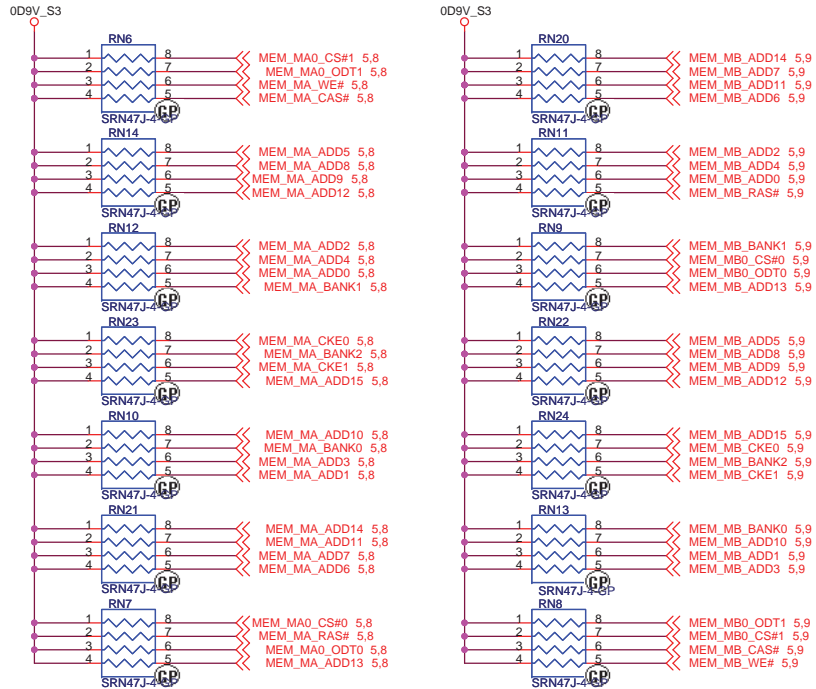 0D9V_S3
RN6
1 8 MEM_MA0_CS#1 5,8
2 7 MEM_MA0_ODT1 5,8
3 6 MEM_MA_WE# 5,8
4 5 MEM_MA_CAS# 5,8
SRN47J-4-GP
GP
RN14
1 8 MEM_MA_ADD5 5,8
2 7 MEM_MA_ADD8 5,8
3 6 MEM_MA_ADD9 5,8
4 5 MEM_MA_ADD12 5,8
SRN47J-4-GP
GP
RN12
1 8 MEM_MA_ADD2 5,8
2 7 MEM_MA_ADD4 5,8
3 6 MEM_MA_ADD0 5,8
4 5 MEM_MA_BANK1 5,8
SRN47J-4-GP
GP
RN23
1 8 MEM_MA_CKE0 5,8
2 7 MEM_MA_BANK2 5,8
3 6 MEM_MA_CKE1 5,8
4 5 MEM_MA_ADD15 5,8
SRN47J-4-GP
GP
RN10
1 8 MEM_MA_ADD10 5,8
2 7 MEM_MA_BANK0 5,8
3 6 MEM_MA_ADD3 5,8
4 5 MEM_MA_ADD1 5,8
SRN47J-4-GP
GP
RN21
1 8 MEM_MA_ADD14 5,8
2 7 MEM_MA_ADD11 5,8
3 6 MEM_MA_ADD7 5,8
4 5 MEM_MA_ADD6 5,8
SRN47J-4-GP
GP
RN7
1 8 MEM_MA0_CS#0 5,8
2 7 MEM_MA_RAS# 5,8
3 6 MEM_MA0_ODT0 5,8
4 5 MEM_MA_ADD13 5,8
SRN47J-4-GP
GP
0D9V_S3
RN20
1 8 MEM_MB_ADD14 5,9
2 7 MEM_MB_ADD7 5,9
3 6 MEM_MB_ADD11 5,9
4 5 MEM_MB_ADD6 5,9
SRN47J-4-GP
GP
RN11
1 8 MEM_MB_ADD2 5,9
2 7 MEM_MB_ADD4 5,9
3 6 MEM_MB_ADD0 5,9
4 5 MEM_MB_RAS# 5,9
SRN47J-4-GP
GP
RN9
1 8 MEM_MB_BANK1 5,9
2 7 MEM_MB0_CS#0 5,9
3 6 MEM_MB0_ODT0 5,9
4 5 MEM_MB_ADD13 5,9
SRN47J-4-GP
GP
RN22
1 8 MEM_MB_ADD5 5,9
2 7 MEM_MB_ADD8 5,9
3 6 MEM_MB_ADD9 5,9
4 5 MEM_MB_ADD12 5,9
SRN47J-4-GP
GP
RN24
1 8 MEM_MB_ADD15 5,9
2 7 MEM_MB_CKE0 5,9
3 6 MEM_MB_BANK2 5,9
4 5 MEM_MB_CKE1 5,9
SRN47J-4-GP
GP
RN13
1 8 MEM_MB_BANK0 5,9
2 7 MEM_MB_ADD10 5,9
3 6 MEM_MB_ADD1 5,9
4 5 MEM_MB_ADD3 5,9
SRN47J-4-GP
GP
RN8
1 8 MEM_MB0_ODT1 5,9
2 7 MEM_MB0_CS#1 5,9
3 6 MEM_MB_CAS# 5,9
4 5 MEM_MB_WE# 5,9
SRN47J-4-GP
GP